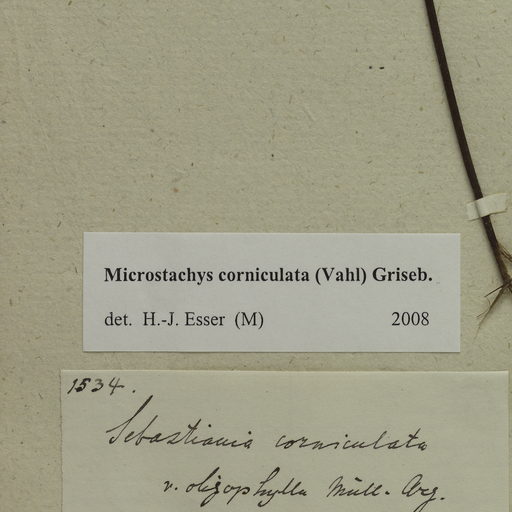 Microstachys corniculata (Vahl) Griseb.
det. H.-J. Esser (M) 2008
1534.
Sebastiania corniculata
v. oligophylla Müll. Arg.